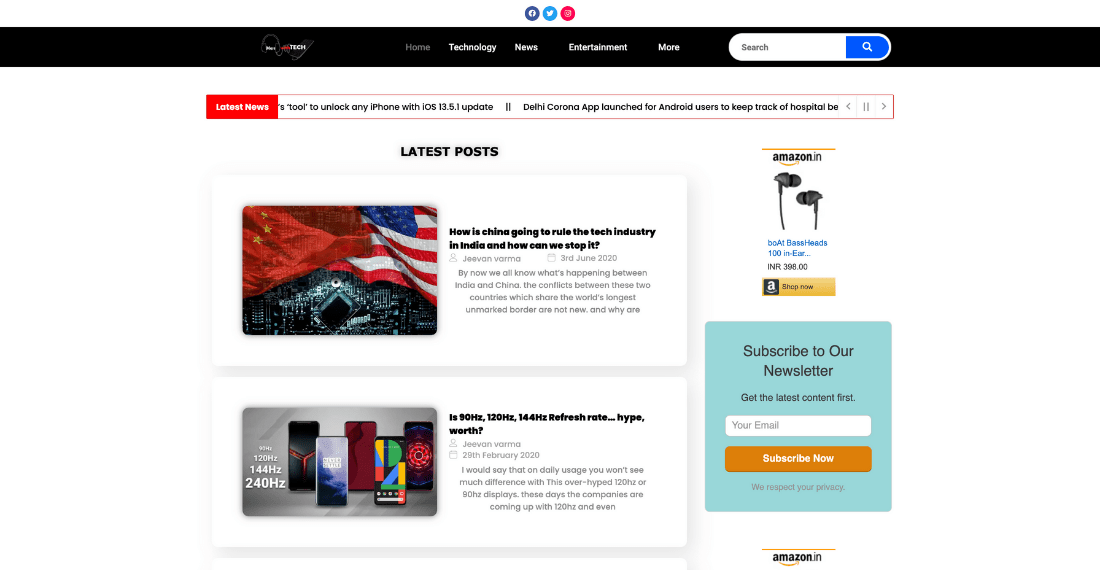 TECH
Home Technology News Entertainment More
Search
Latest News 's 'tool' to unlock any iPhone with iOS 13.5.1 update || Delhi Corona App launched for Android users to keep track of hospital be
LATEST POSTS
How is china going to rule the tech industry
in India and how can we stop it?
Jeevan varma 3rd June 2020
By now we all know what's happening between
India and China. the conflicts between these two
countries which share the world's longest
unmarked border are not new. and why are
90Hz
120Hz
144Hz
240Hz
Is 90Hz, 120Hz, 144Hz Refresh rate... hype,
worth?
Jeevan varma
29th February 2020
I would say that on daily usage you won't see
much difference with This over-hyped 120hz or
90hz displays. these days the companies are
coming up with 120hz and even
amazon.in
boAt BassHeads
100 in-Ear...
INR 398.00
Shop now
Subscribe to Our
Newsletter
Get the latest content first.
Your Email
Subscribe Now
We respect your privacy.
amazon.in